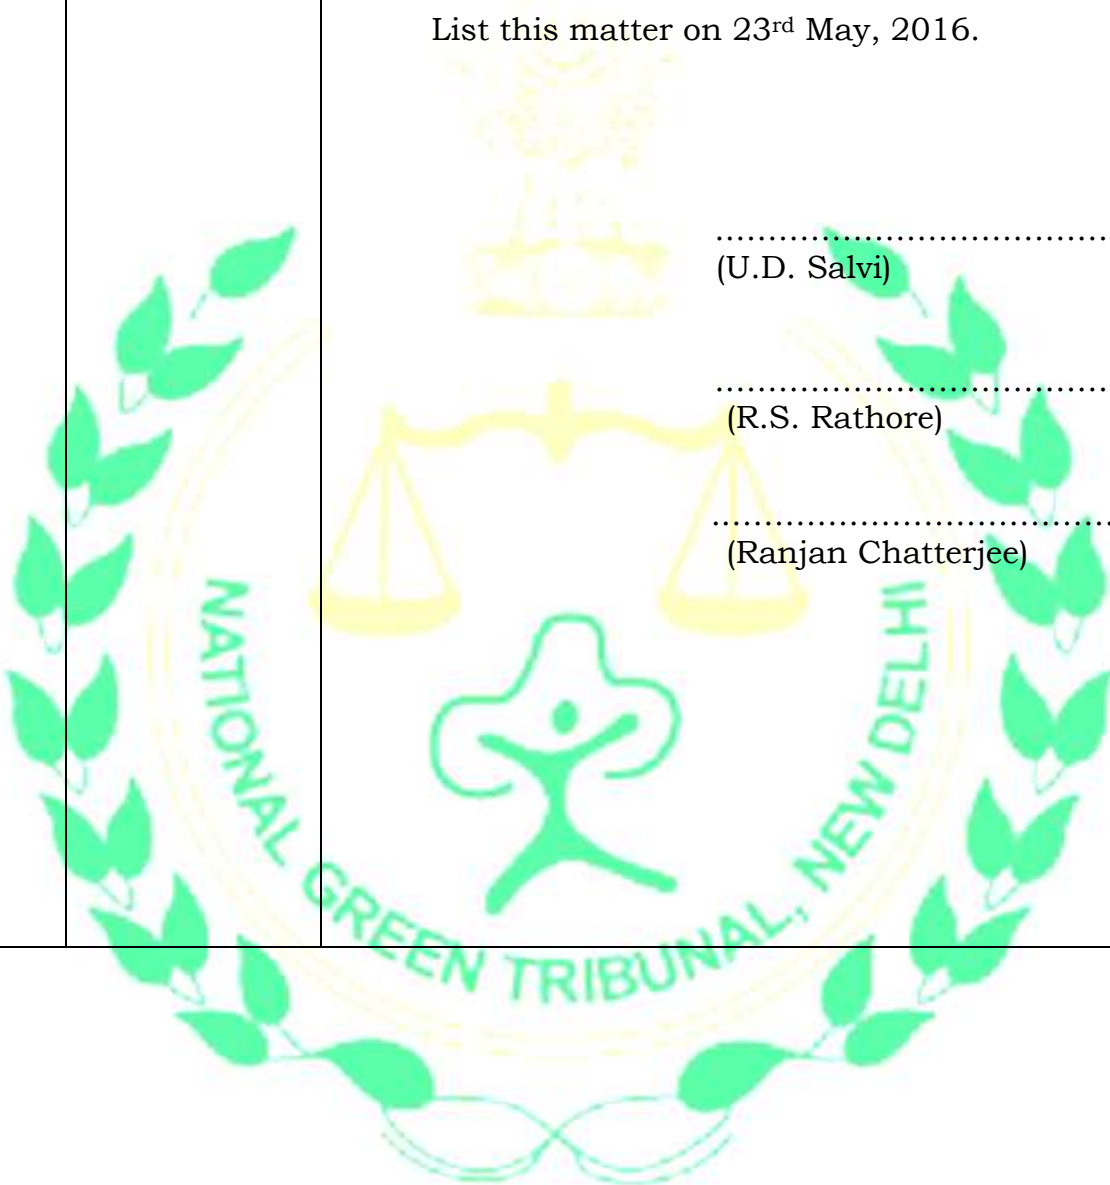 List this matter on 23rd May, 2016.
…………………………………
(U.D. Salvi)
…………………………………
(R.S. Rathore)
…………………………………
(Ranjan Chatterjee)
NATIONAL GREEN TRIBUNAL, NEW DELHI